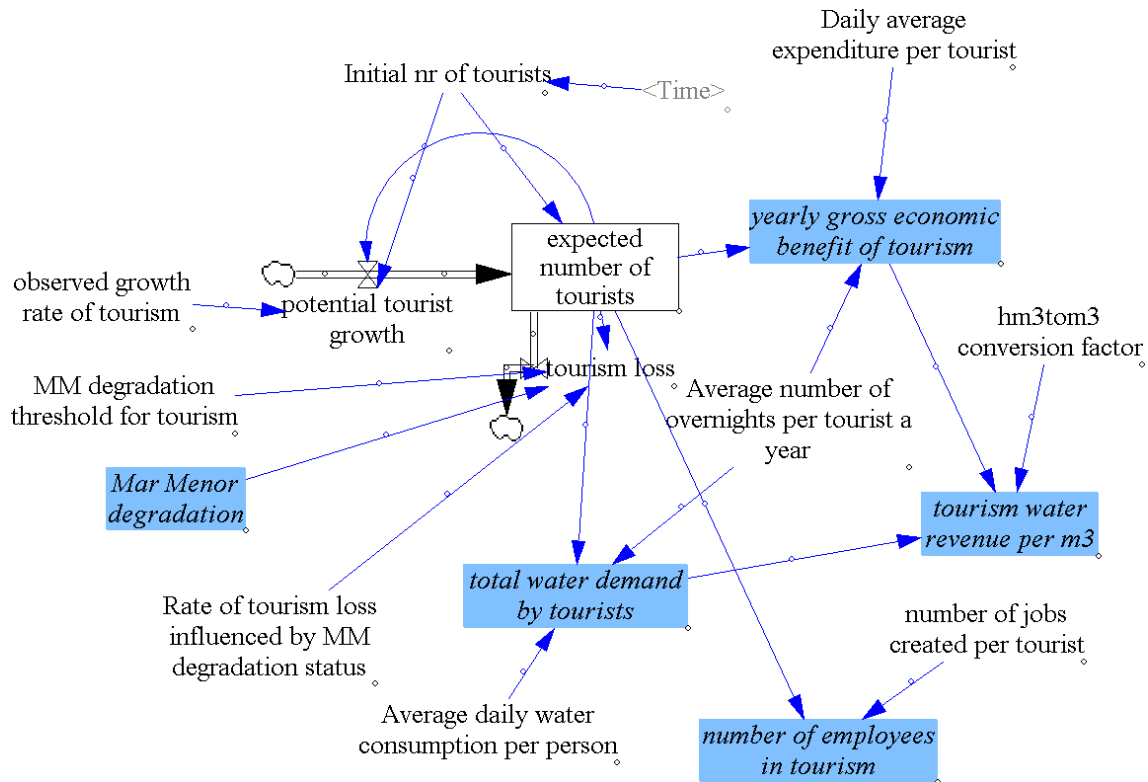 Daily average
expenditure per tourist
Initial nr of tourists
<Time>
yearly gross economic
benefit of tourism
expected
number of
tourists
observed growth
rate of tourism
potential tourist
growth
hm3tom3
conversion factor
tourism loss
MM degradation
threshold for tourism
Average number of
overnights per tourist a
year
Mar Menor
degradation
tourism water
revenue per m3
total water demand
by tourists
Rate of tourism loss
influenced by MM
degradation status
number of jobs
created per tourist
Average daily water
consumption per person
number of employees
in tourism